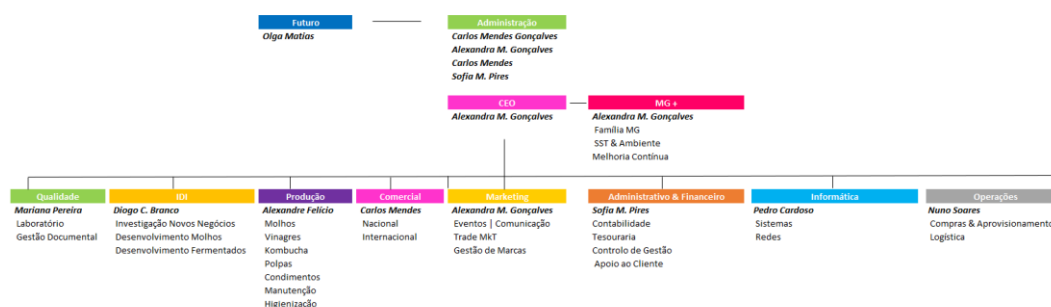 Futuro
Olga Matias
Administração
Carlos Mendes Gonçalves
Alexandra M. Gonçalves
Carlos Mendes
Sofia M. Pires
CEO
Alexandra M. Gonçalves
MG +
Alexandra M. Gonçalves
Família MG
SST & Ambiente
Melhoria Contínua
Qualidade
Mariana Pereira
Laboratório
Gestão Documental
IDI
Diogo C. Branco
Investigação Novos Negócios
Desenvolvimento Molhos
Desenvolvimento Fermentados
Produção
Alexandre Felício
Molhos
Vinagres
Kombucha
Polpas
Condimentos
Manutenção
Higienização
Comercial
Carlos Mendes
Nacional
Internacional
Marketing
Alexandra M. Gonçalves
Eventos | Comunicação
Trade MkT
Gestão de Marcas
Administrativo & Financeiro
Sofia M. Pires
Contabilidade
Tesouraria
Controlo de Gestão
Apoio ao Cliente
Informática
Pedro Cardoso
Sistemas
Redes
Operações
Nuno Soares
Compras & Aprovisionamento
Logística